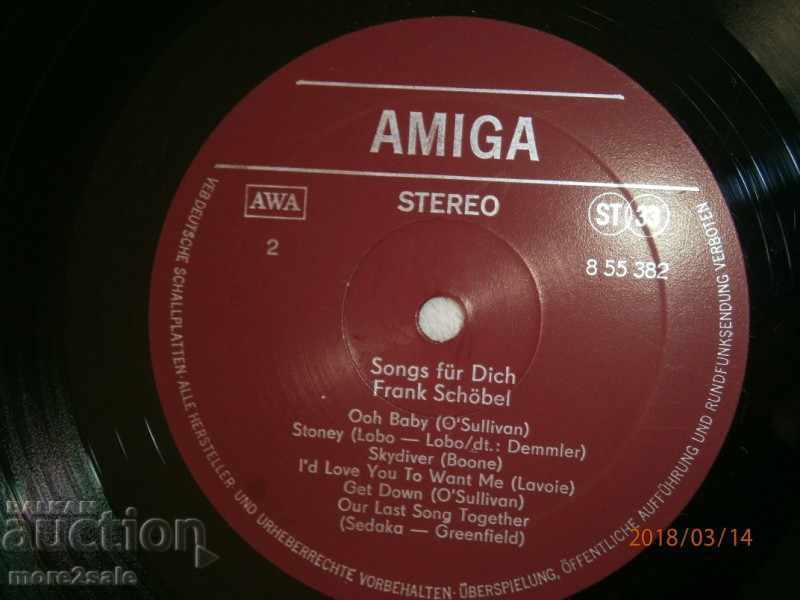 AMIGA
AWA
STEREO
ST 33
2
8 55 382
Songs für Dich
Frank Schöbel
Ooh Baby (O'Sullivan)
Stoney (Lobo — Lobo/dt.: Demmler)
Skydiver (Boone)
I'd Love You To Want Me (Lavoie)
Get Down (O'Sullivan)
Our Last Song Together
(Sedaka — Greenfield)
VEB DEUTSCHE SCHALLPLATTEN · ALLE HERSTELLER- UND URHEBERRECHTE VORBEHALTEN · ÜBERSPIELUNG, ÖFFENTLICHE AUFFÜHRUNG UND RUNDFUNKSENDUNG VERBOTEN
BALKAN
auction
more2sale
2018/03/14